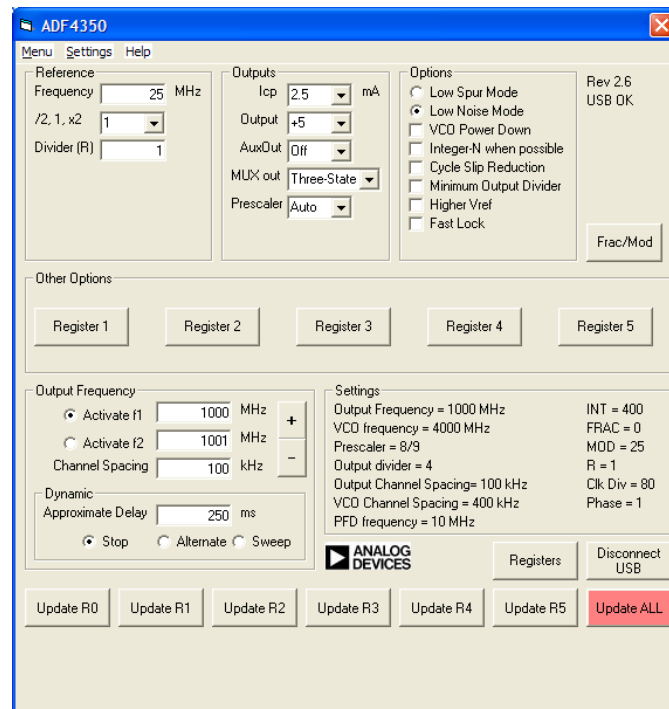 ADF4350
Menu Settings Help
Reference
Frequency 25 MHz
/2, 1, x2 1
Divider (R) 1
Outputs
Icp 2.5 mA
Output +5
AuxOut Off
MUX out Three-State
Prescaler Auto
Options
Low Spur Mode
Low Noise Mode
VCO Power Down
Integer-N when possible
Cycle Slip Reduction
Minimum Output Divider
Higher Vref
Fast Lock
Rev 2.6
USB OK
Frac/Mod
Other Options
Register 1 Register 2 Register 3 Register 4 Register 5
Output Frequency
Activate f1 1000 MHz +
Activate f2 1001 MHz
Channel Spacing 100 kHz −
Dynamic
Approximate Delay 250 ms
Stop Alternate Sweep
Settings
Output Frequency = 1000 MHz
VCO frequency = 4000 MHz
Prescaler = 8/9
Output divider = 4
Output Channel Spacing= 100 kHz
VCO Channel Spacing = 400 kHz
PFD frequency = 10 MHz
INT = 400
FRAC = 0
MOD = 25
R = 1
Clk Div = 80
Phase = 1
ANALOG
DEVICES
Registers
Disconnect
USB
Update R0 Update R1 Update R2 Update R3 Update R4 Update R5 Update ALL